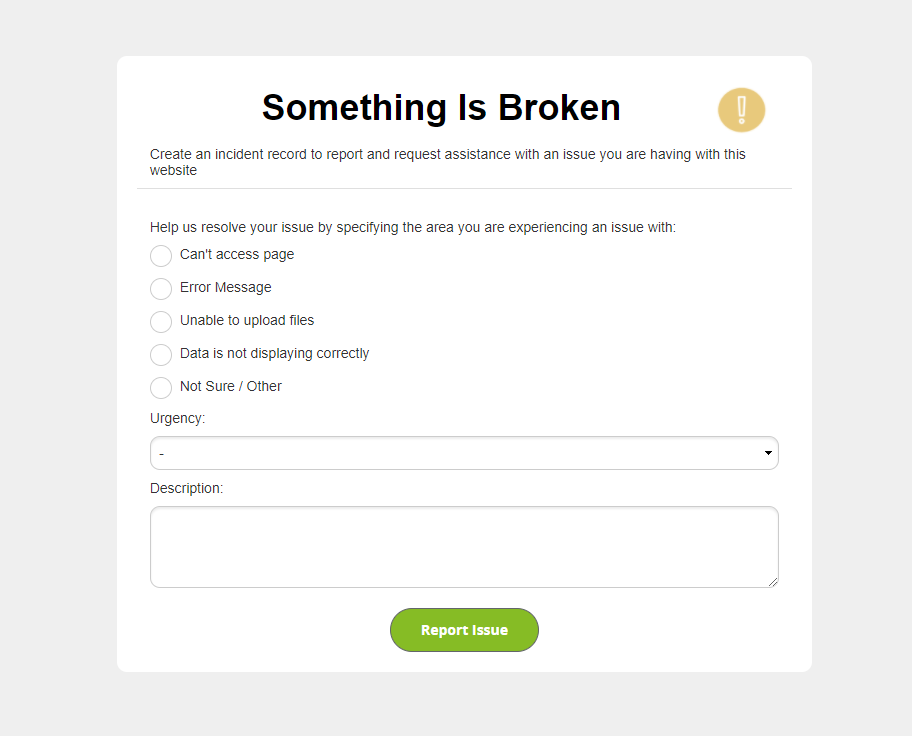 Something Is Broken
Create an incident record to report and request assistance with an issue you are having with this
website
Help us resolve your issue by specifying the area you are experiencing an issue with:
Can't access page
Error Message
Unable to upload files
Data is not displaying correctly
Not Sure / Other
Urgency:
-
Description:
Report Issue